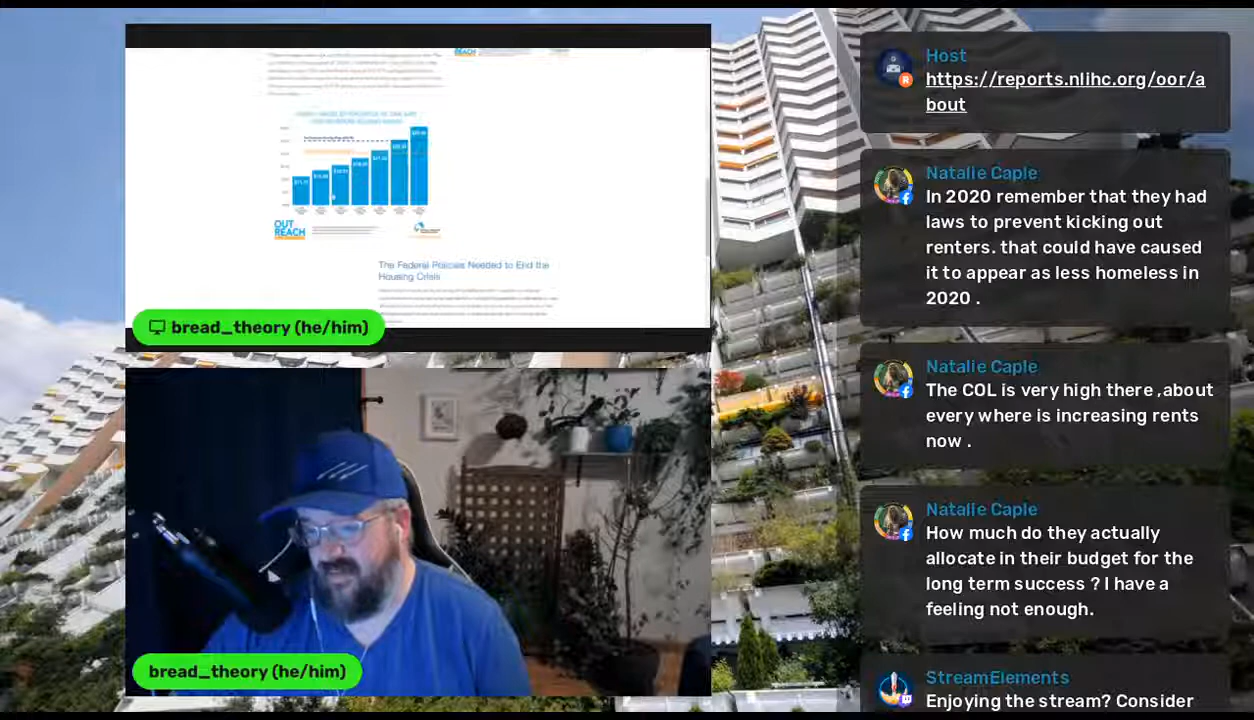 OUT
REACH
The Federal Policies Needed to End the
Housing Crisis
bread_theory (he/him)
bread_theory (he/him)
Host
https://reports.nlihc.org/oor/a
bout
Natalie Caple
In 2020 remember that they had
laws to prevent kicking out
renters. that could have caused
it to appear as less homeless in
2020 .
Natalie Caple
The COL is very high there ,about
every where is increasing rents
now .
Natalie Caple
How much do they actually
allocate in their budget for the
long term success ? I have a
feeling not enough.
StreamElements
Enjoying the stream? Consider